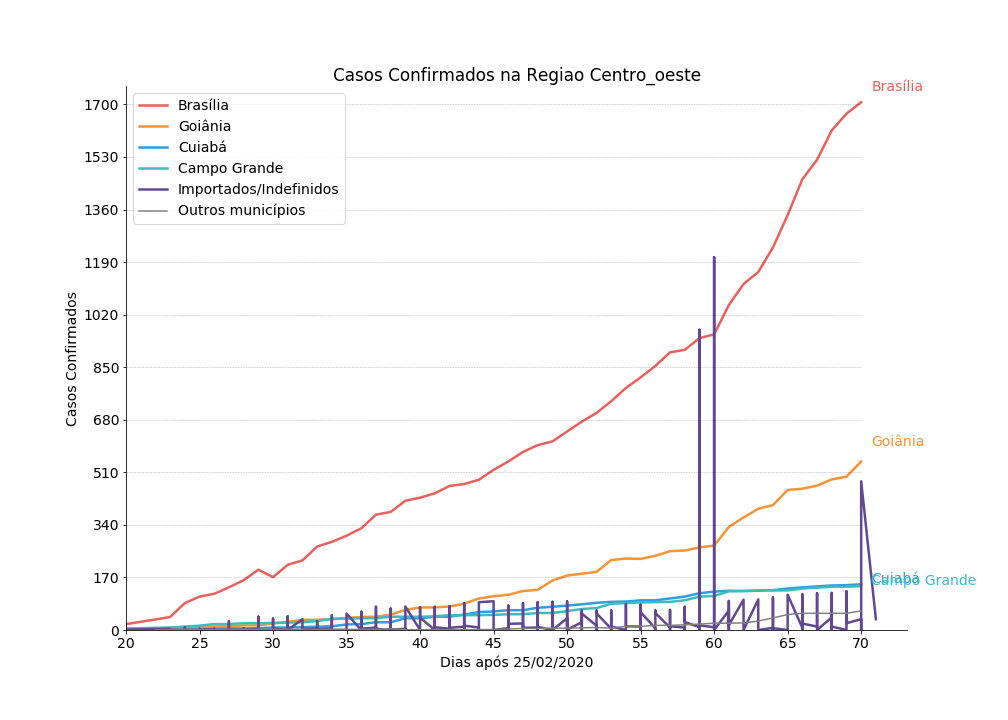 Casos Confirmados na Regiao Centro_oeste
Brasília
Goiânia
Cuiabá
Campo Grande
Importados/Indefinidos
Outros municípios
Casos Confirmados
1700
1530
1360
1190
1020
850
680
510
340
170
0
Brasília
Goiânia
Cuiabá
Campo Grande
20 25 30 35 40 45 50 55 60 65 70
Dias após 25/02/2020